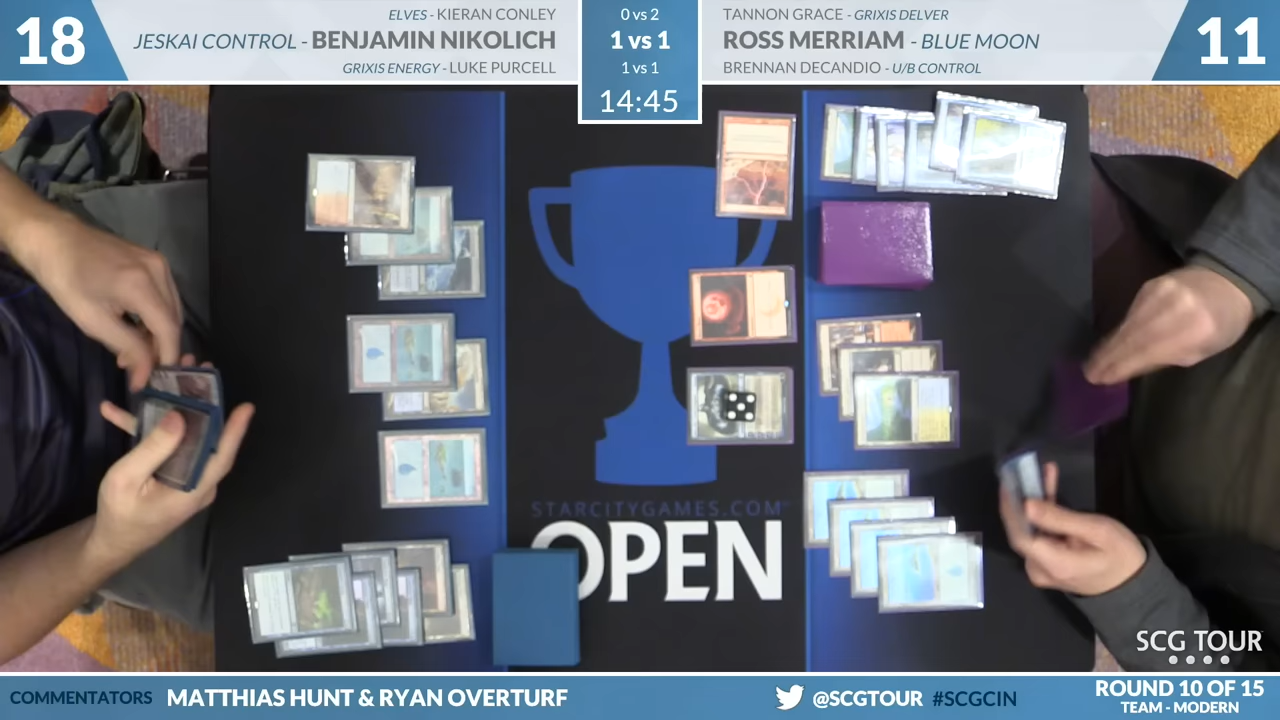 18
ELVES - KIERAN CONLEY
JESKAI CONTROL - BENJAMIN NIKOLICH
GRIXIS ENERGY - LUKE PURCELL
0 vs 2
1 vs 1
1 vs 1
14:45
TANNON GRACE - GRIXIS DELVER
ROSS MERRIAM - BLUE MOON
BRENNAN DECANDIO - U/B CONTROL
11
STARCITYGAMES.COM
OPEN
SCG TOUR
COMMENTATORS MATTHIAS HUNT & RYAN OVERTURF
@SCGTOUR #SCGCIN
ROUND 10 OF 15
TEAM - MODERN